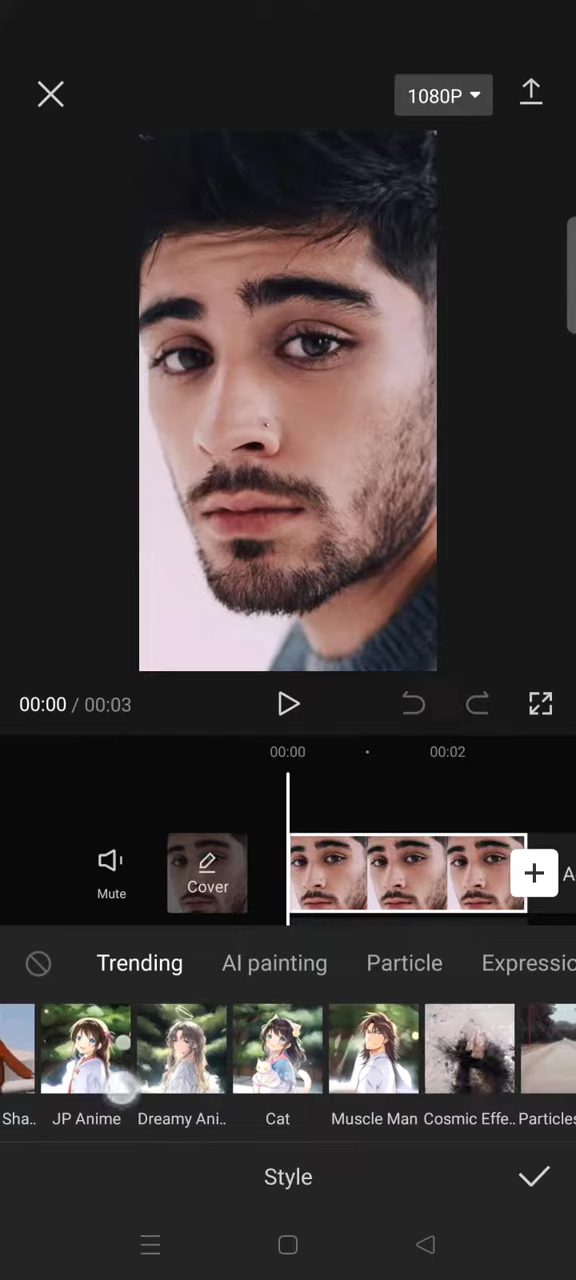 1080P
00:00 / 00:03
00:00
00:02
Mute
Cover
A
Trending
AI painting
Particle
Expressio
Sha..
JP Anime
Dreamy Ani..
Cat
Muscle Man
Cosmic Effe..
Particles
Style